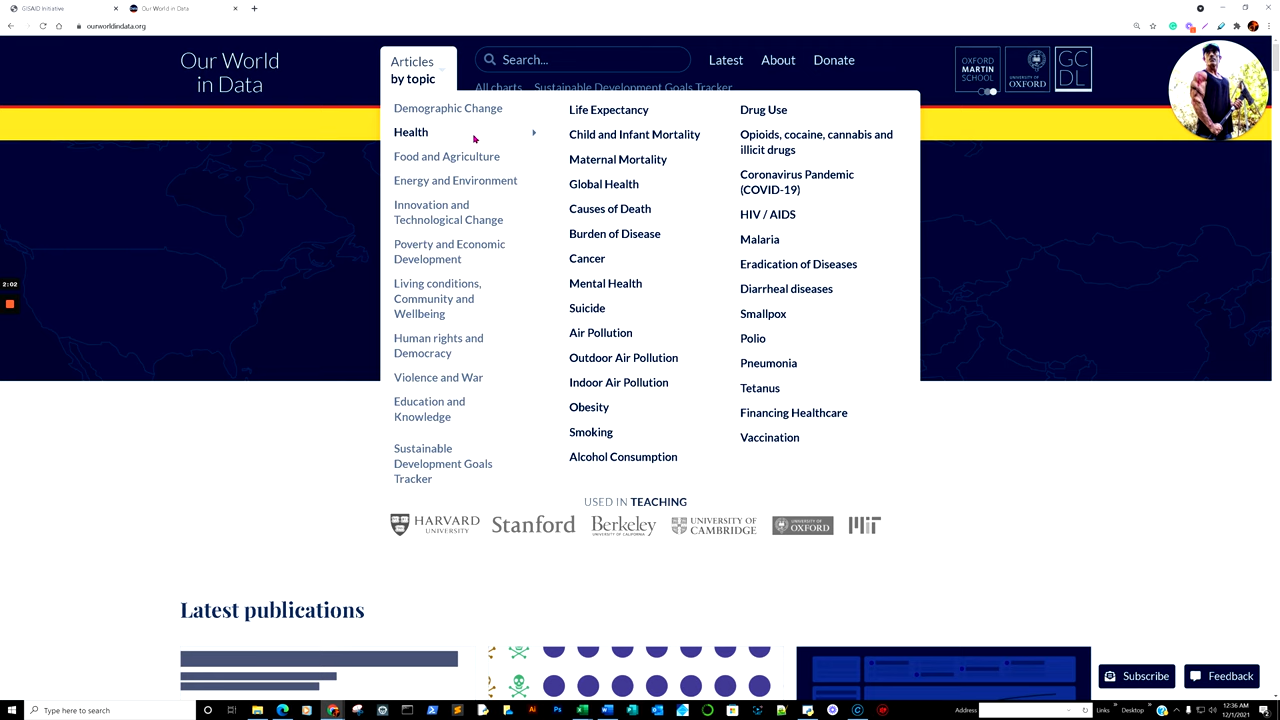 GISAID Initiative
Our World in Data
ourworldindata.org
Our World
in Data
Articles
by topic
Search...
Latest
About
Donate
OXFORD
MARTIN
SCHOOL
UNIVERSITY OF
OXFORD
GC
DL
All charts
Sustainable Development Goals Tracker
Demographic Change
Health
Food and Agriculture
Energy and Environment
Innovation and
Technological Change
Poverty and Economic
Development
Living conditions,
Community and
Wellbeing
Human rights and
Democracy
Violence and War
Education and
Knowledge
Sustainable
Development Goals
Tracker
Life Expectancy
Child and Infant Mortality
Maternal Mortality
Global Health
Causes of Death
Burden of Disease
Cancer
Mental Health
Suicide
Air Pollution
Outdoor Air Pollution
Indoor Air Pollution
Obesity
Smoking
Alcohol Consumption
Drug Use
Opioids, cocaine, cannabis and
illicit drugs
Coronavirus Pandemic
(COVID-19)
HIV / AIDS
Malaria
Eradication of Diseases
Diarrheal diseases
Smallpox
Polio
Pneumonia
Tetanus
Financing Healthcare
Vaccination
2:02
USED IN TEACHING
HARVARD
UNIVERSITY
Stanford
Berkeley
UNIVERSITY OF CALIFORNIA
UNIVERSITY OF
CAMBRIDGE
UNIVERSITY OF
OXFORD
MIT
Latest publications
Subscribe
Feedback
Type here to search
Address
Links
Desktop
12:36 AM
12/1/2021